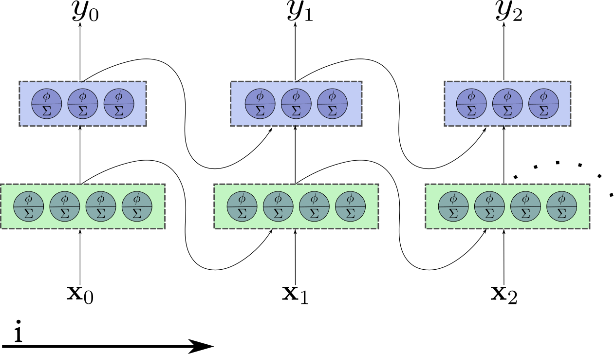 y₀ y₁ y₂
ϕ ϕ ϕ ϕ ϕ ϕ ϕ ϕ ϕ
Σ Σ Σ Σ Σ Σ Σ Σ Σ
ϕ ϕ ϕ ϕ ϕ ϕ ϕ ϕ ϕ ϕ ϕ ϕ
Σ Σ Σ Σ Σ Σ Σ Σ Σ Σ Σ Σ
x₀ x₁ x₂
i